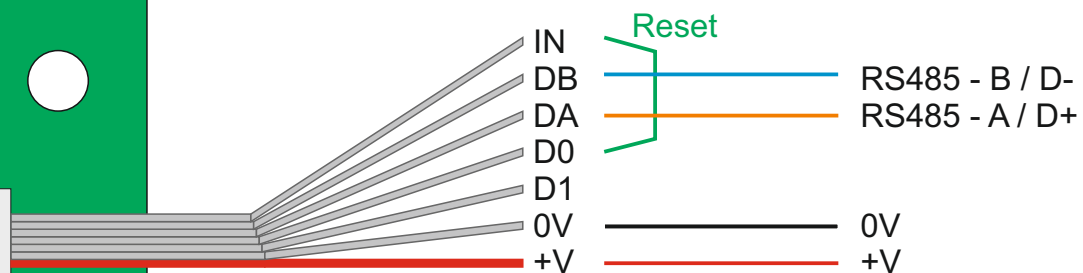 Reset
IN
DB RS485 - B / D-
DA RS485 - A / D+
D0
D1
0V 0V
+V +V